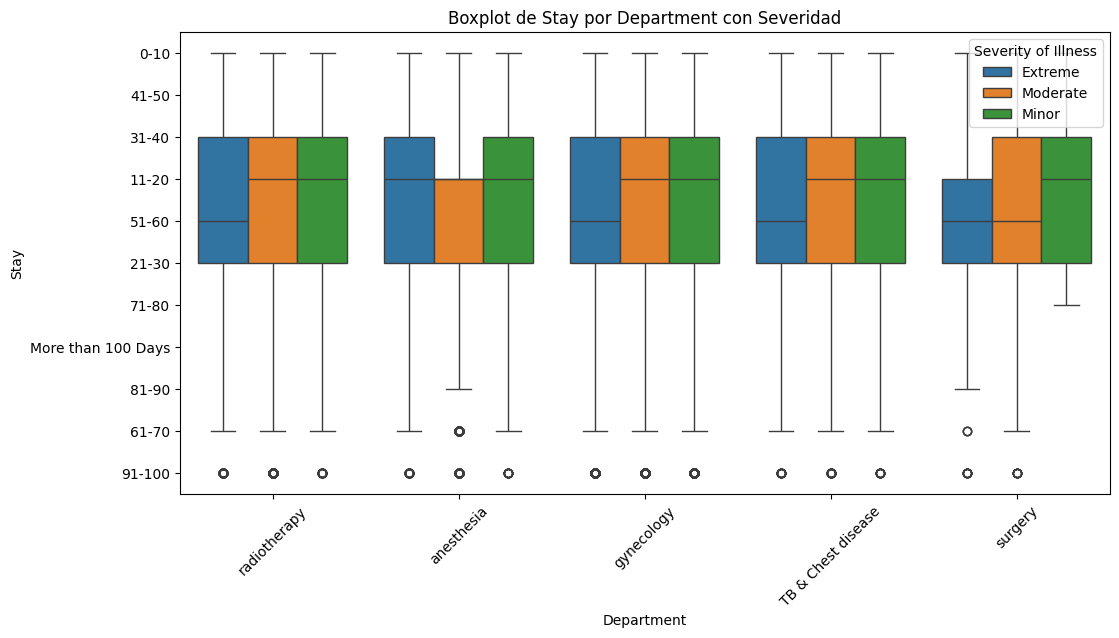 Boxplot de Stay por Department con Severidad
Severity of Illness
Extreme
Moderate
Minor
Stay
0-10
41-50
31-40
11-20
51-60
21-30
71-80
More than 100 Days
81-90
61-70
91-100
radiotherapy
anesthesia
gynecology
TB & Chest disease
surgery
Department